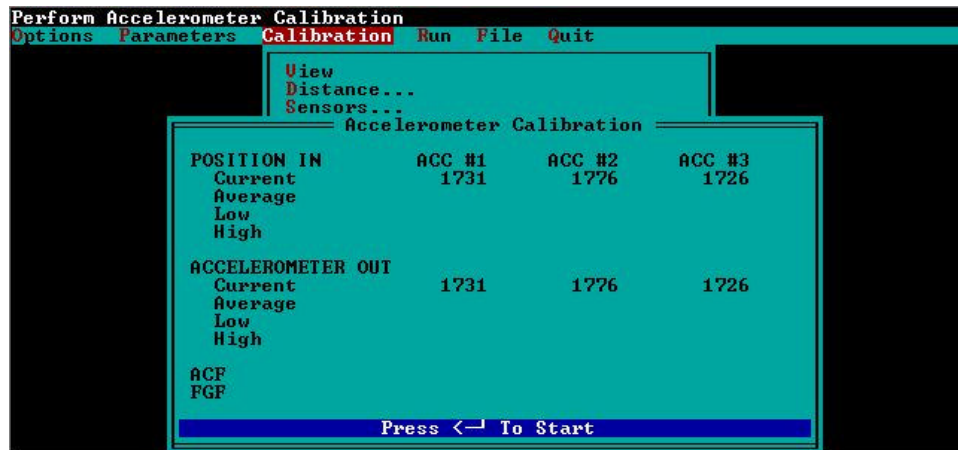 Perform Accelerometer Calibration
Options Parameters Calibration Run File Quit
View
Distance...
Sensors...
Accelerometer Calibration
POSITION IN ACC #1 ACC #2 ACC #3
Current 1731 1776 1726
Average
Low
High
ACCELEROMETER OUT
Current 1731 1776 1726
Average
Low
High
ACF
FGF
Press <─┘ To Start